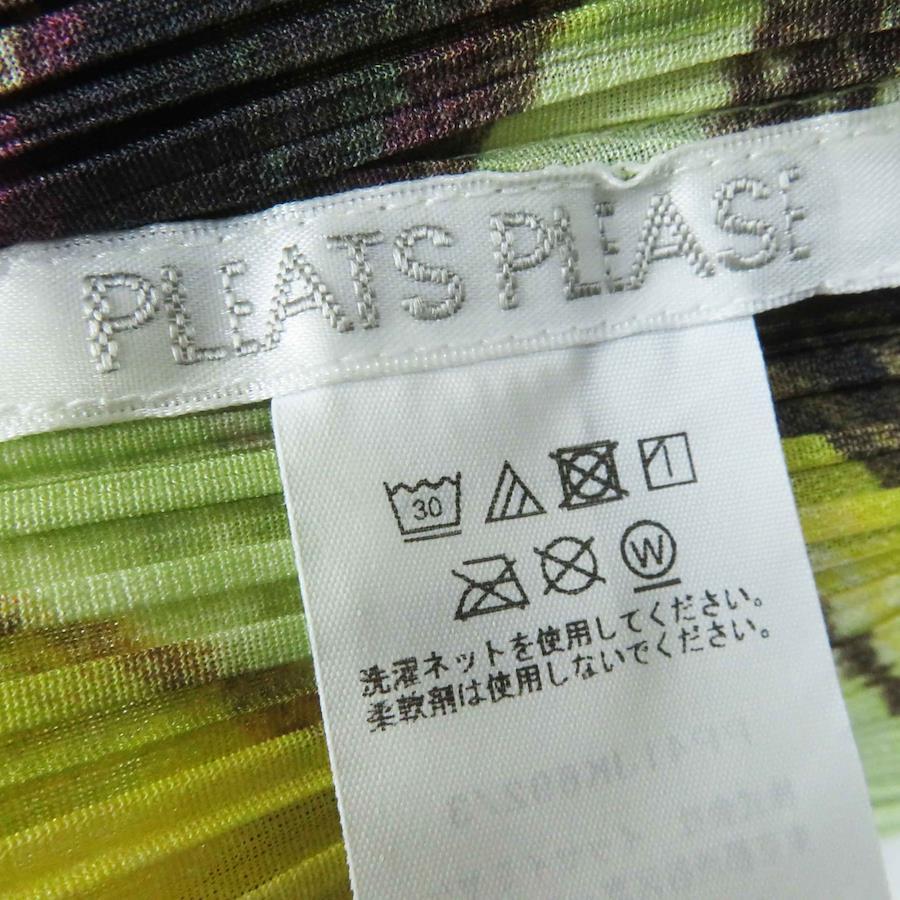 PLEATS PLEASE
30
W
洗濯ネットを使用してください。
柔軟剤は使用しないでください。